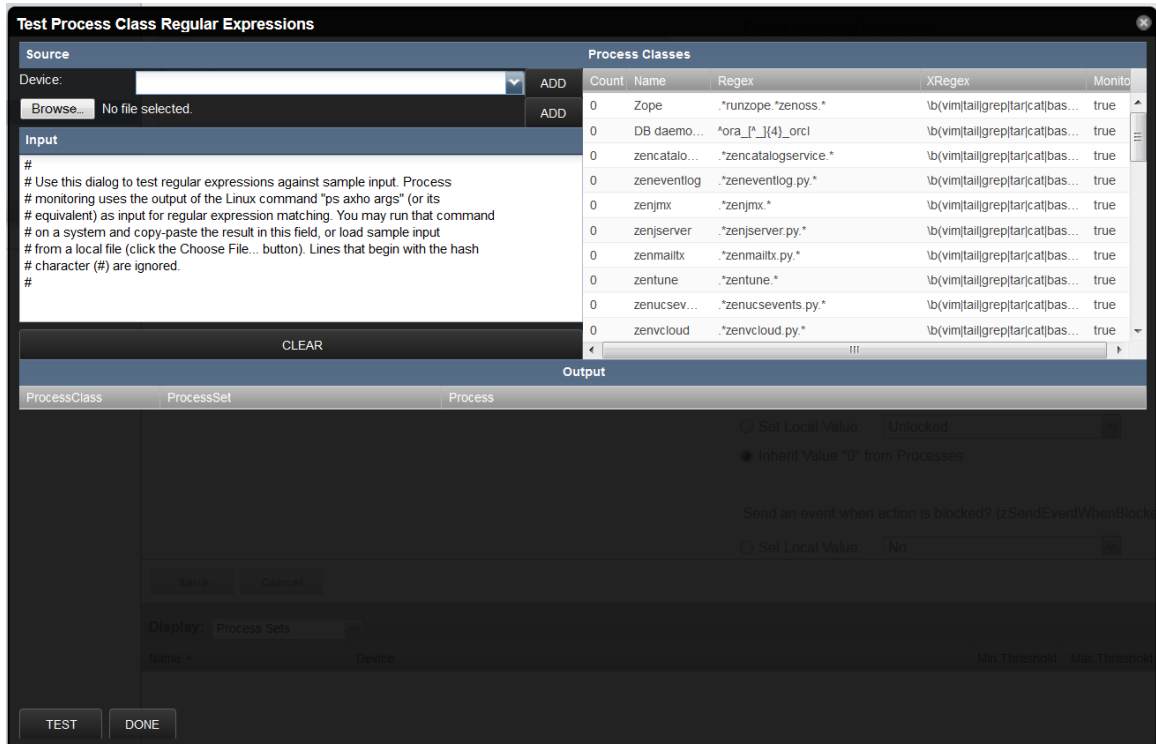 Test Process Class Regular Expressions
Source
Device:
ADD
Browse... No file selected.
ADD
Input
#
# Use this dialog to test regular expressions against sample input. Process
# monitoring uses the output of the Linux command "ps axho args" (or its
# equivalent) as input for regular expression matching. You may run that command
# on a system and copy-paste the result in this field, or load sample input
# from a local file (click the Choose File... button). Lines that begin with the hash
# character (#) are ignored.
#
CLEAR
Process Classes
Count Name Regex XRegex Monito
0 Zope .*runzope.*zenoss.* \b(vim|tail|grep|tar|cat|bas... true
0 DB daemo... ^ora_[^_]{4}_orcl \b(vim|tail|grep|tar|cat|bas... true
0 zencatalo... .*zencatalogservice.* \b(vim|tail|grep|tar|cat|bas... true
0 zeneventlog .*zeneventlog.py.* \b(vim|tail|grep|tar|cat|bas... true
0 zenjmx .*zenjmx.* \b(vim|tail|grep|tar|cat|bas... true
0 zenjserver .*zenjserver.py.* \b(vim|tail|grep|tar|cat|bas... true
0 zenmailtx .*zenmailtx.py.* \b(vim|tail|grep|tar|cat|bas... true
0 zentune .*zentune.* \b(vim|tail|grep|tar|cat|bas... true
0 zenucsev... .*zenucsevents.py.* \b(vim|tail|grep|tar|cat|bas... true
0 zenvcloud .*zenvcloud.py.* \b(vim|tail|grep|tar|cat|bas... true
Output
ProcessClass ProcessSet Process
Set Local Value: Unlocked
Inherit Value "0" from Processes
Send an event when action is blocked? (zSendEventWhenBlocke
Set Local Value: No
Save Cancel
Display: Process Sets
Name Device Min Threshold Max Threshold
TEST DONE